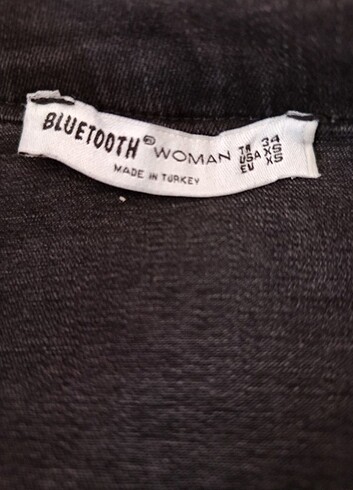 BLUETOOTH® WOMAN
MADE IN TURKEY
TR 34
USA XS
EU XS